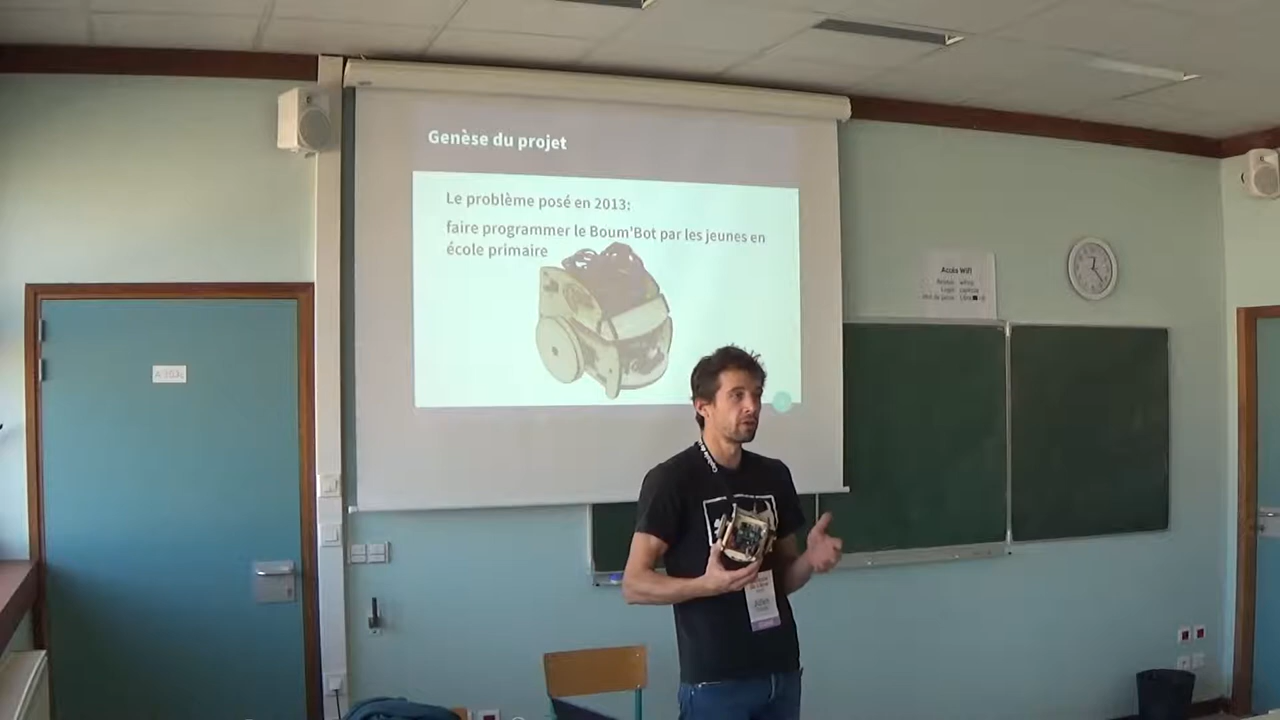 Genèse du projet
Le problème posé en 2013:
faire programmer le Boum'Bot par les jeunes en
école primaire
Accès Wifi